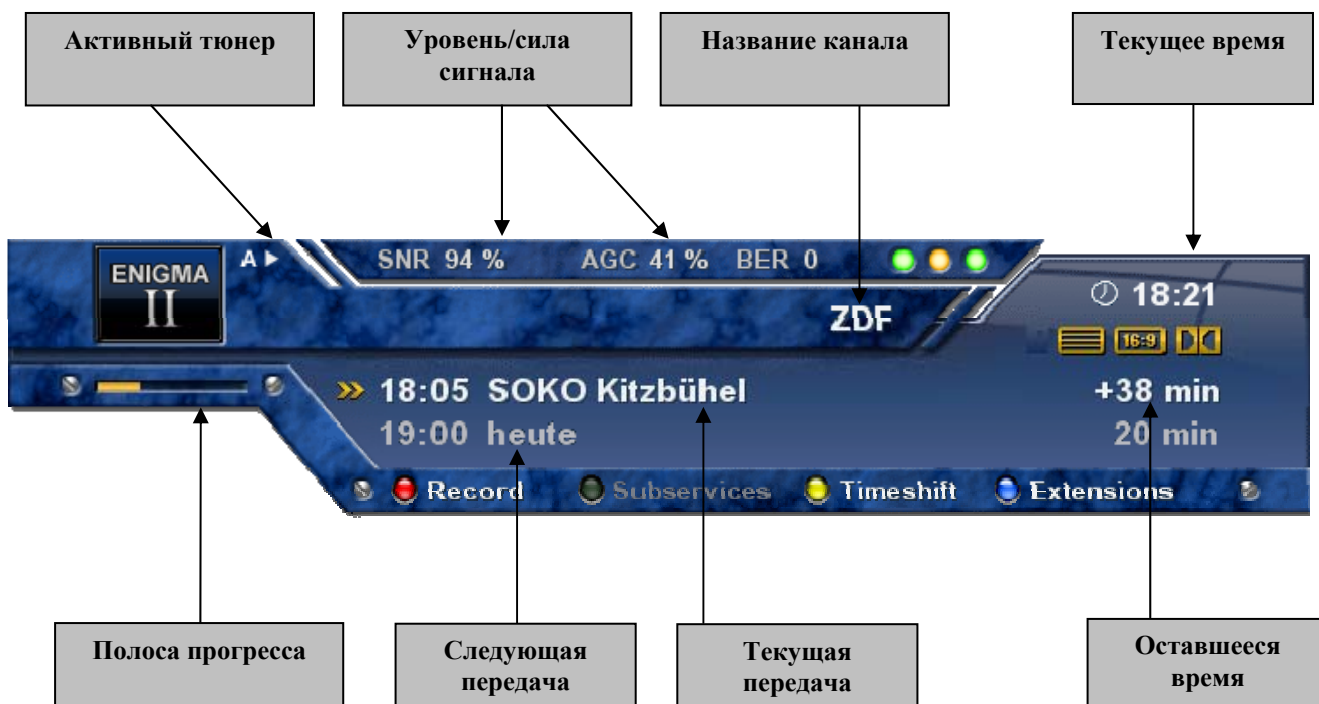 Активный тюнер
Уровень/сила
сигнала
Название канала
Текущее время
ENIGMA
II
A
SNR 94 %
AGC 41 %
BER 0
18:21
ZDF
16:9
18:05 SOKO Kitzbühel
+38 min
19:00 heute
20 min
Record
Subservices
Timeshift
Extensions
Полоса прогресса
Следующая
передача
Текущая
передача
Оставшееся
время